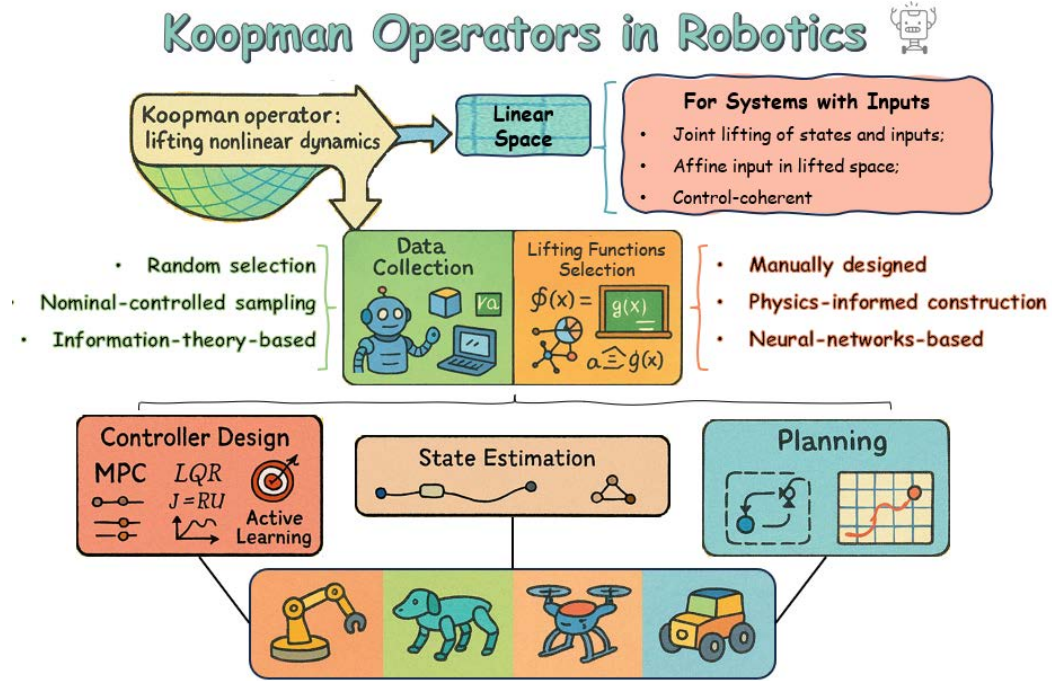 Koopman Operators in Robotics
Koopman operator:
lifting nonlinear dynamics
Linear
Space
For Systems with Inputs
• Joint lifting of states and inputs;
• Affine input in lifted space;
• Control-coherent
• Random selection
• Nominal-controlled sampling
• Information-theory-based
Data
Collection
Lifting Functions
Selection
g(x)
• Manually designed
• Physics-informed construction
• Neural-networks-based
Controller Design
MPC LQR
J=RU
Active
Learning
State Estimation
Planning